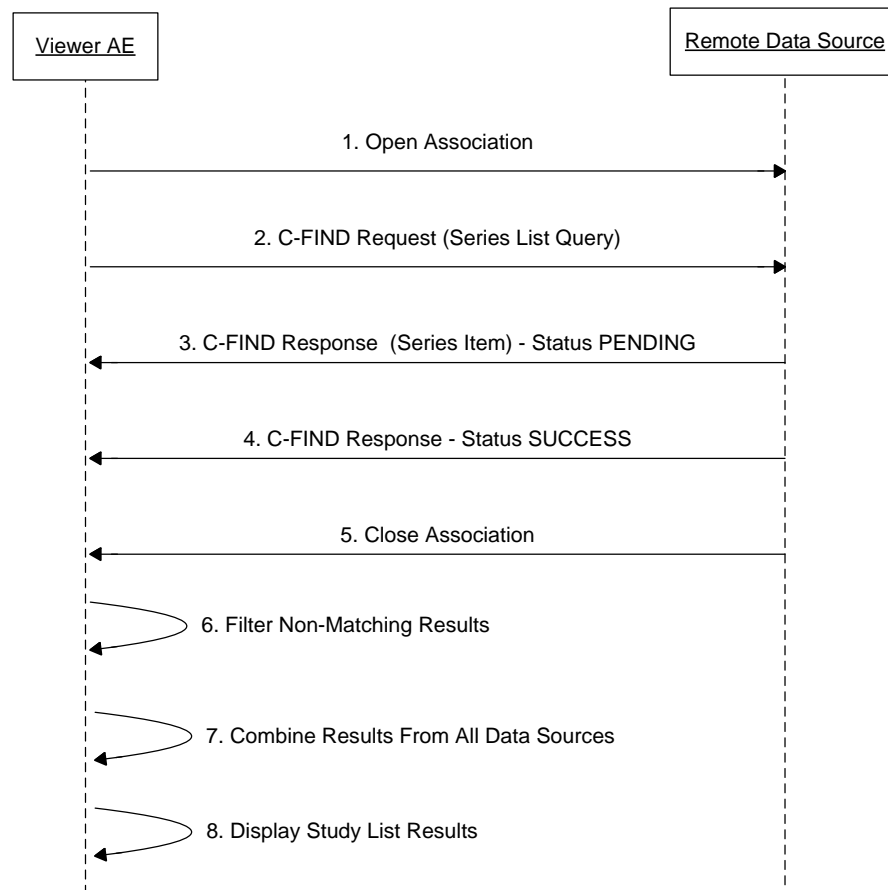 Viewer AE
Remote Data Source
1. Open Association
2. C-FIND Request (Series List Query)
3. C-FIND Response  (Series Item) - Status PENDING
4. C-FIND Response - Status SUCCESS
5. Close Association
6. Filter Non-Matching Results
7. Combine Results From All Data Sources
8. Display Study List Results